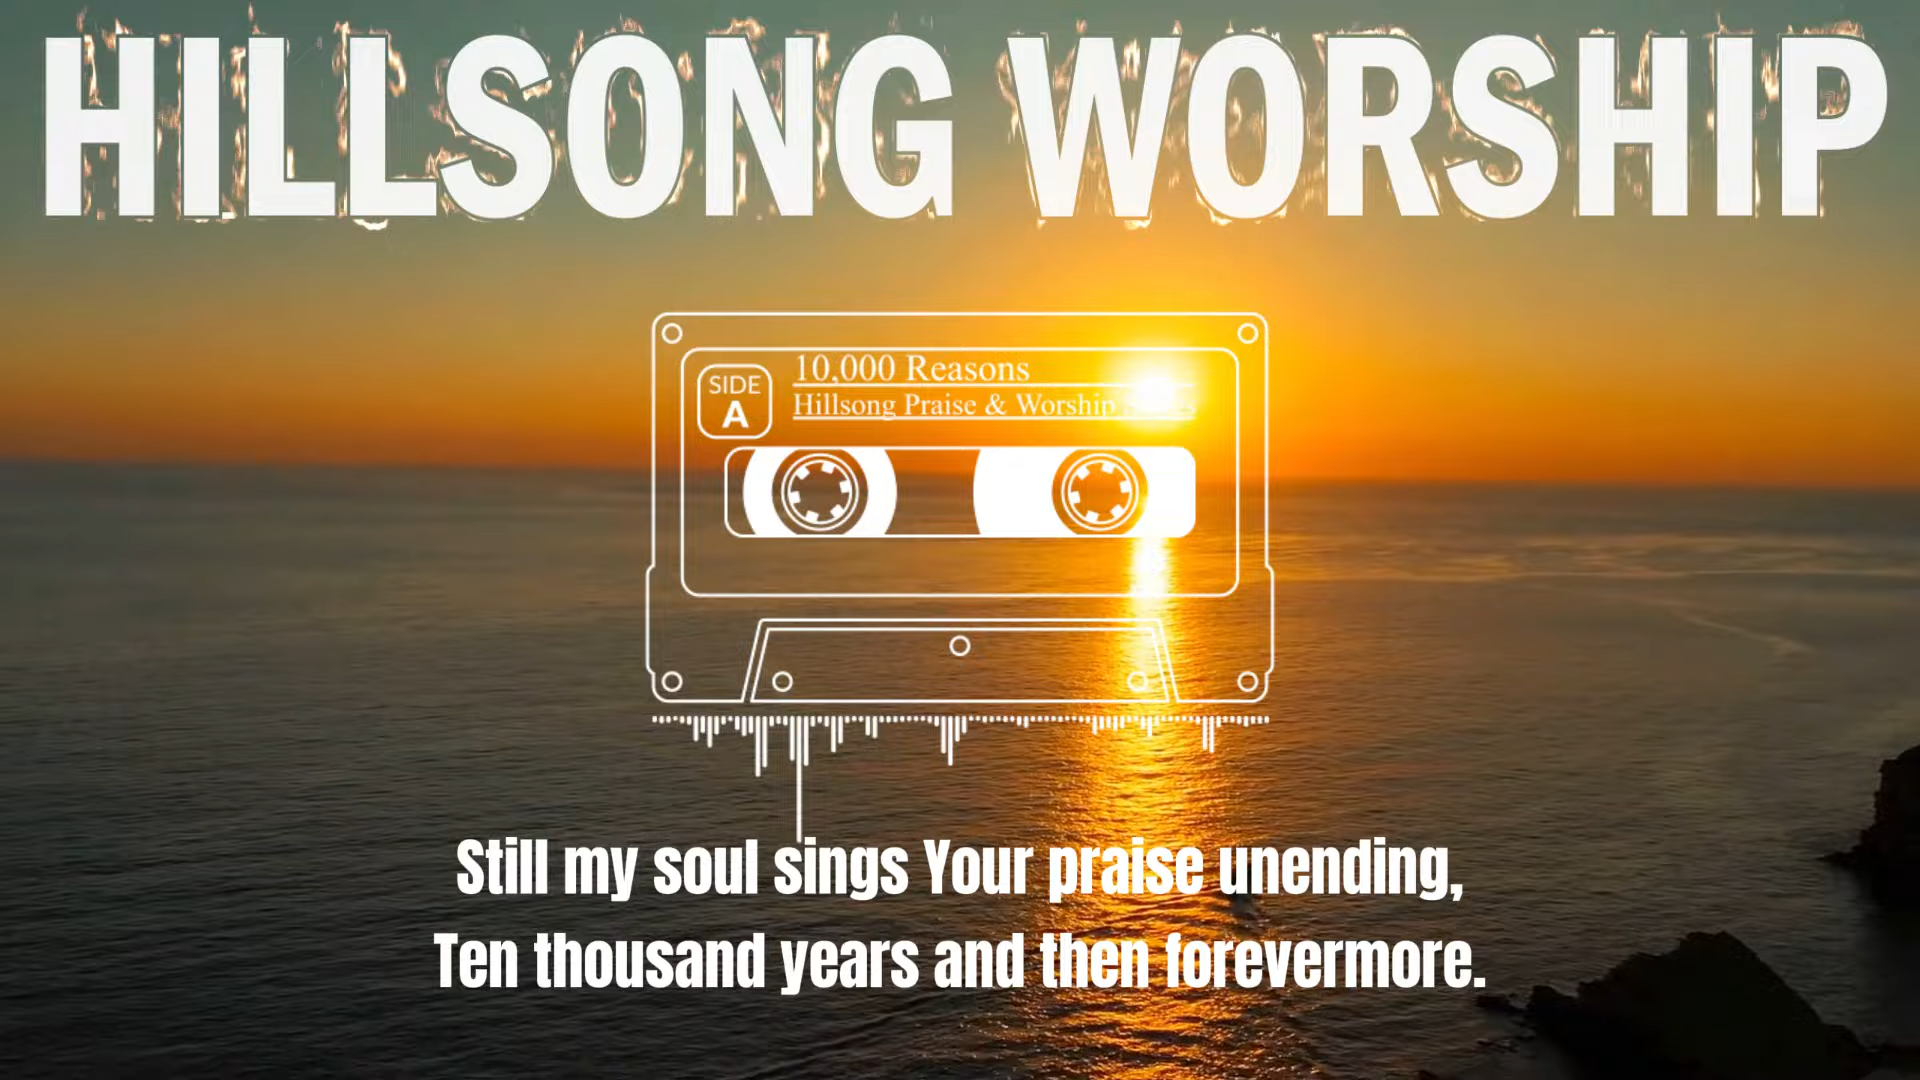 HILLSONG WORSHIP
SIDE
A
10,000 Reasons
Hillsong Praise & Worship
Still my soul sings Your praise unending,
Ten thousand years and then forevermore.